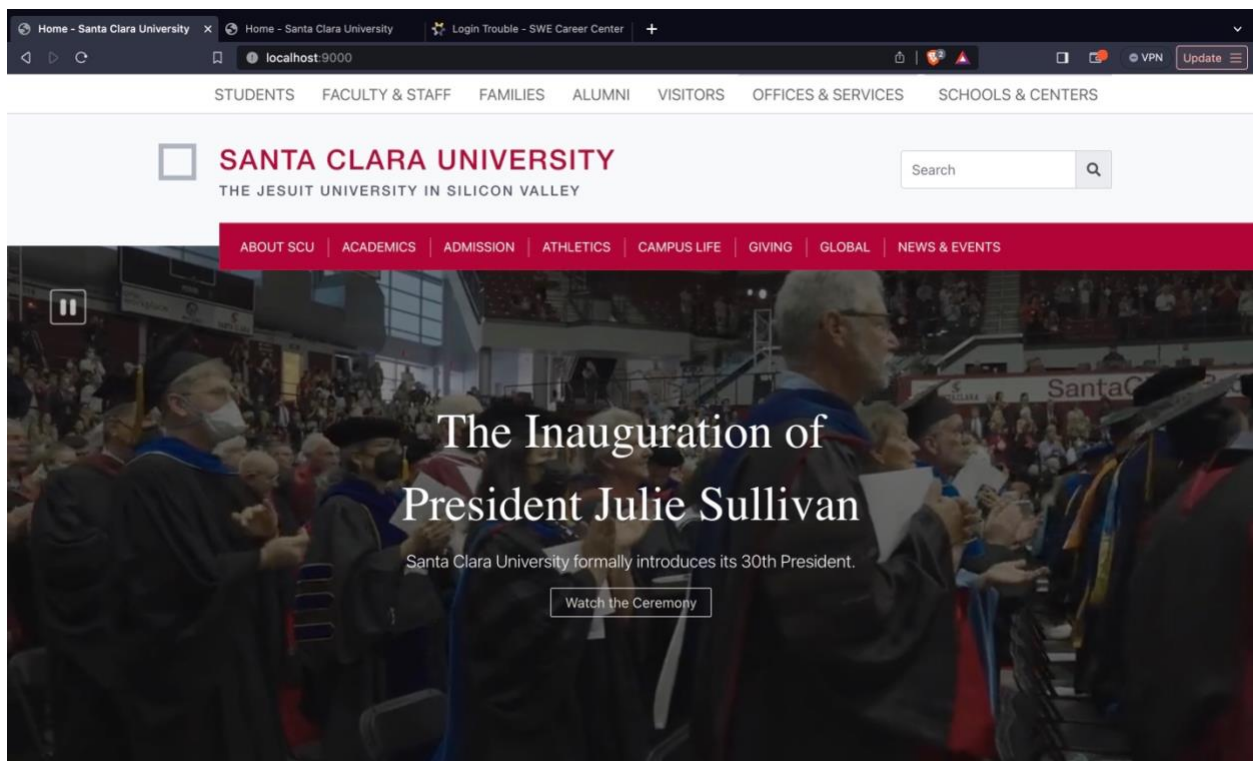 Home - Santa Clara University
Home - Santa Clara University
Login Trouble - SWE Career Center
localhost:9000
2
VPN
Update
STUDENTS FACULTY & STAFF FAMILIES ALUMNI VISITORS OFFICES & SERVICES SCHOOLS & CENTERS
SANTA CLARA UNIVERSITY
THE JESUIT UNIVERSITY IN SILICON VALLEY
Search
ABOUT SCU ACADEMICS ADMISSION ATHLETICS CAMPUS LIFE GIVING GLOBAL NEWS & EVENTS
The Inauguration of
President Julie Sullivan
Santa Clara University formally introduces its 30th President.
Watch the Ceremony